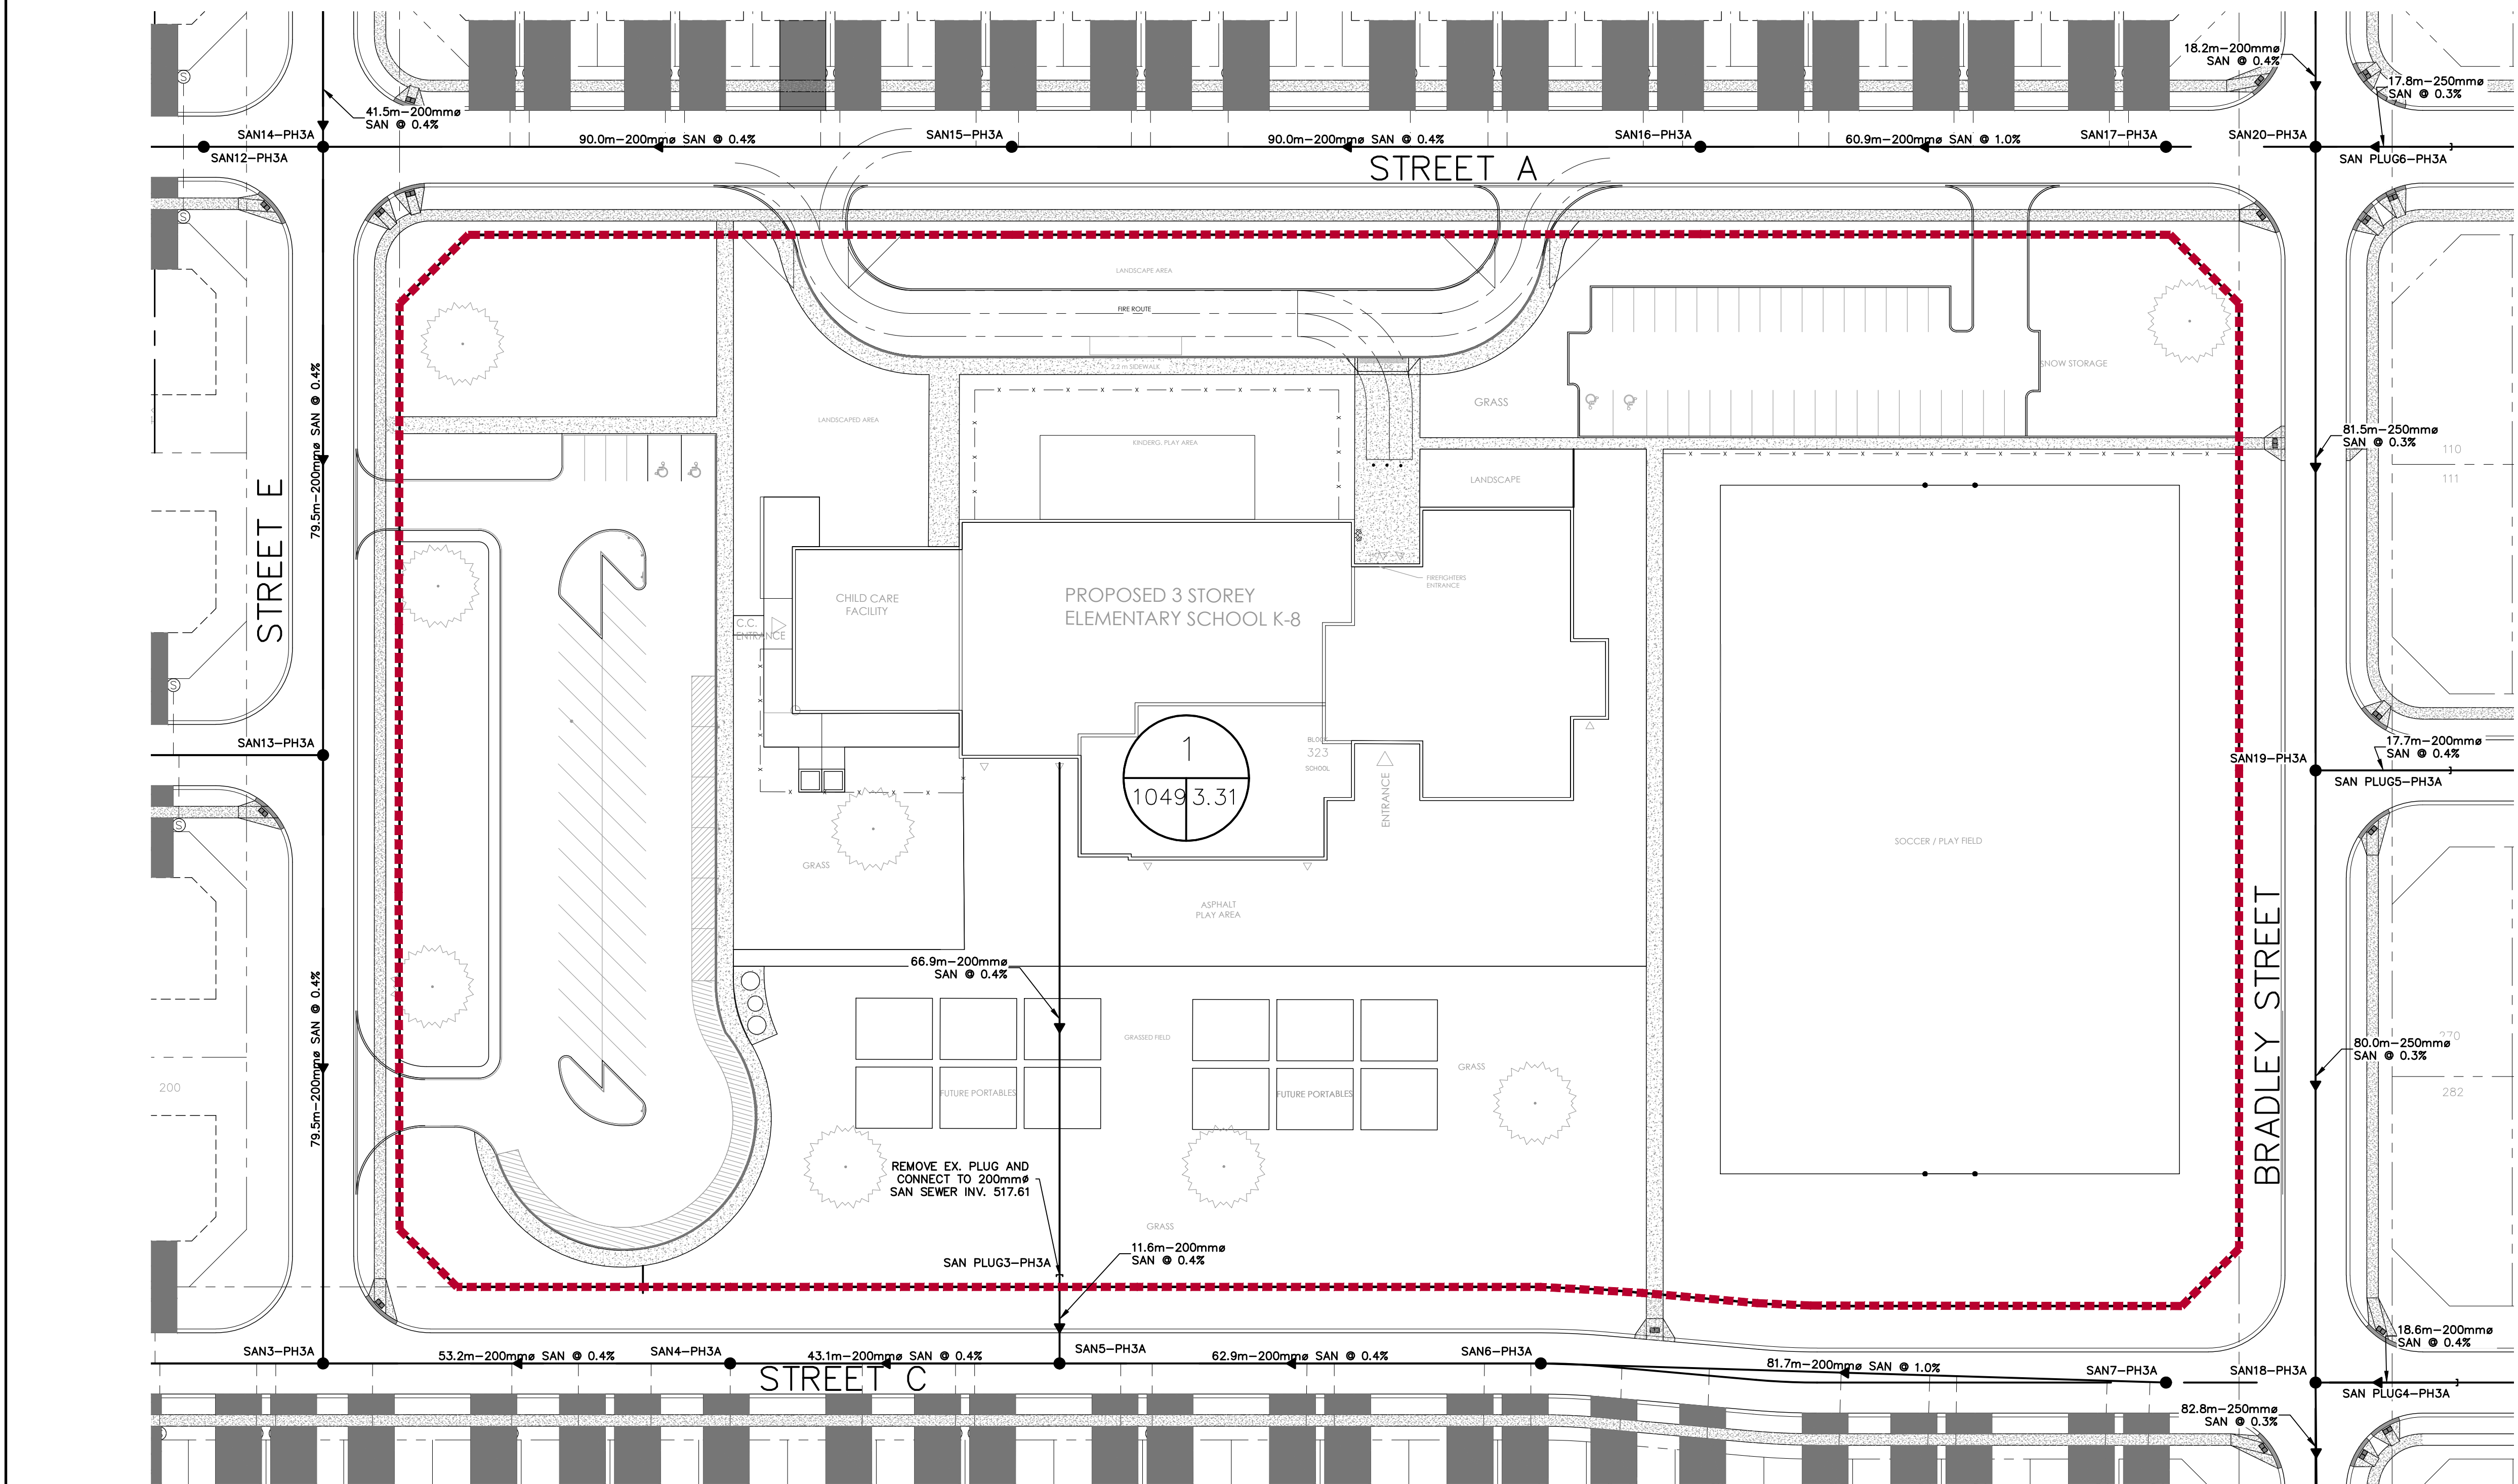 18.2m-200mmø
SAN @ 0.4%
17.8m-250mmø
SAN @ 0.3%
41.5m-200mmø
SAN @ 0.4%
SAN14-PH3A
SAN12-PH3A
90.0m-200mmø SAN @ 0.4%
SAN15-PH3A
90.0m-200mmø SAN @ 0.4%
SAN16-PH3A
60.9m-200mmø SAN @ 1.0%
SAN17-PH3A
SAN20-PH3A
SAN PLUG6-PH3A
STREET A
LANDSCAPE AREA
FIRE ROUTE
2.2 m SIDEWALK
SNOW STORAGE
79.5m-200mmø SAN @ 0.4%
GRASS
LANDSCAPED AREA
KINDERG. PLAY AREA
81.5m-250mmø
SAN @ 0.3%
110
111
LANDSCAPE
STREET E
FIREFIGHTERS
ENTRANCE
CHILD CARE
FACILITY
PROPOSED 3 STOREY
ELEMENTARY SCHOOL K-8
C.C.
ENTRANCE
S
S
S
S
SAN13-PH3A
1
1049
3.31
BLOCK
323
SCHOOL
ENTRANCE
17.7m-200mmø
SAN @ 0.4%
SAN19-PH3A
SAN PLUG5-PH3A
SOCCER / PLAY FIELD
GRASS
ASPHALT
PLAY AREA
66.9m-200mmø
SAN @ 0.4%
79.5m-200mmø SAN @ 0.4%
BRADLEY STREET
GRASSED FIELD
80.0m-250mmø
SAN @ 0.3%
270
282
200
GRASS
FUTURE PORTABLES
FUTURE PORTABLES
REMOVE EX. PLUG AND
CONNECT TO 200mmø
SAN SEWER INV. 517.61
GRASS
SAN PLUG3-PH3A
11.6m-200mmø
SAN @ 0.4%
SAN3-PH3A
53.2m-200mmø SAN @ 0.4%
SAN4-PH3A
43.1m-200mmø SAN @ 0.4%
SAN5-PH3A
62.9m-200mmø SAN @ 0.4%
SAN6-PH3A
81.7m-200mmø SAN @ 1.0%
SAN7-PH3A
SAN18-PH3A
18.6m-200mmø
SAN @ 0.4%
SAN PLUG4-PH3A
STREET C
82.8m-250mmø
SAN @ 0.3%